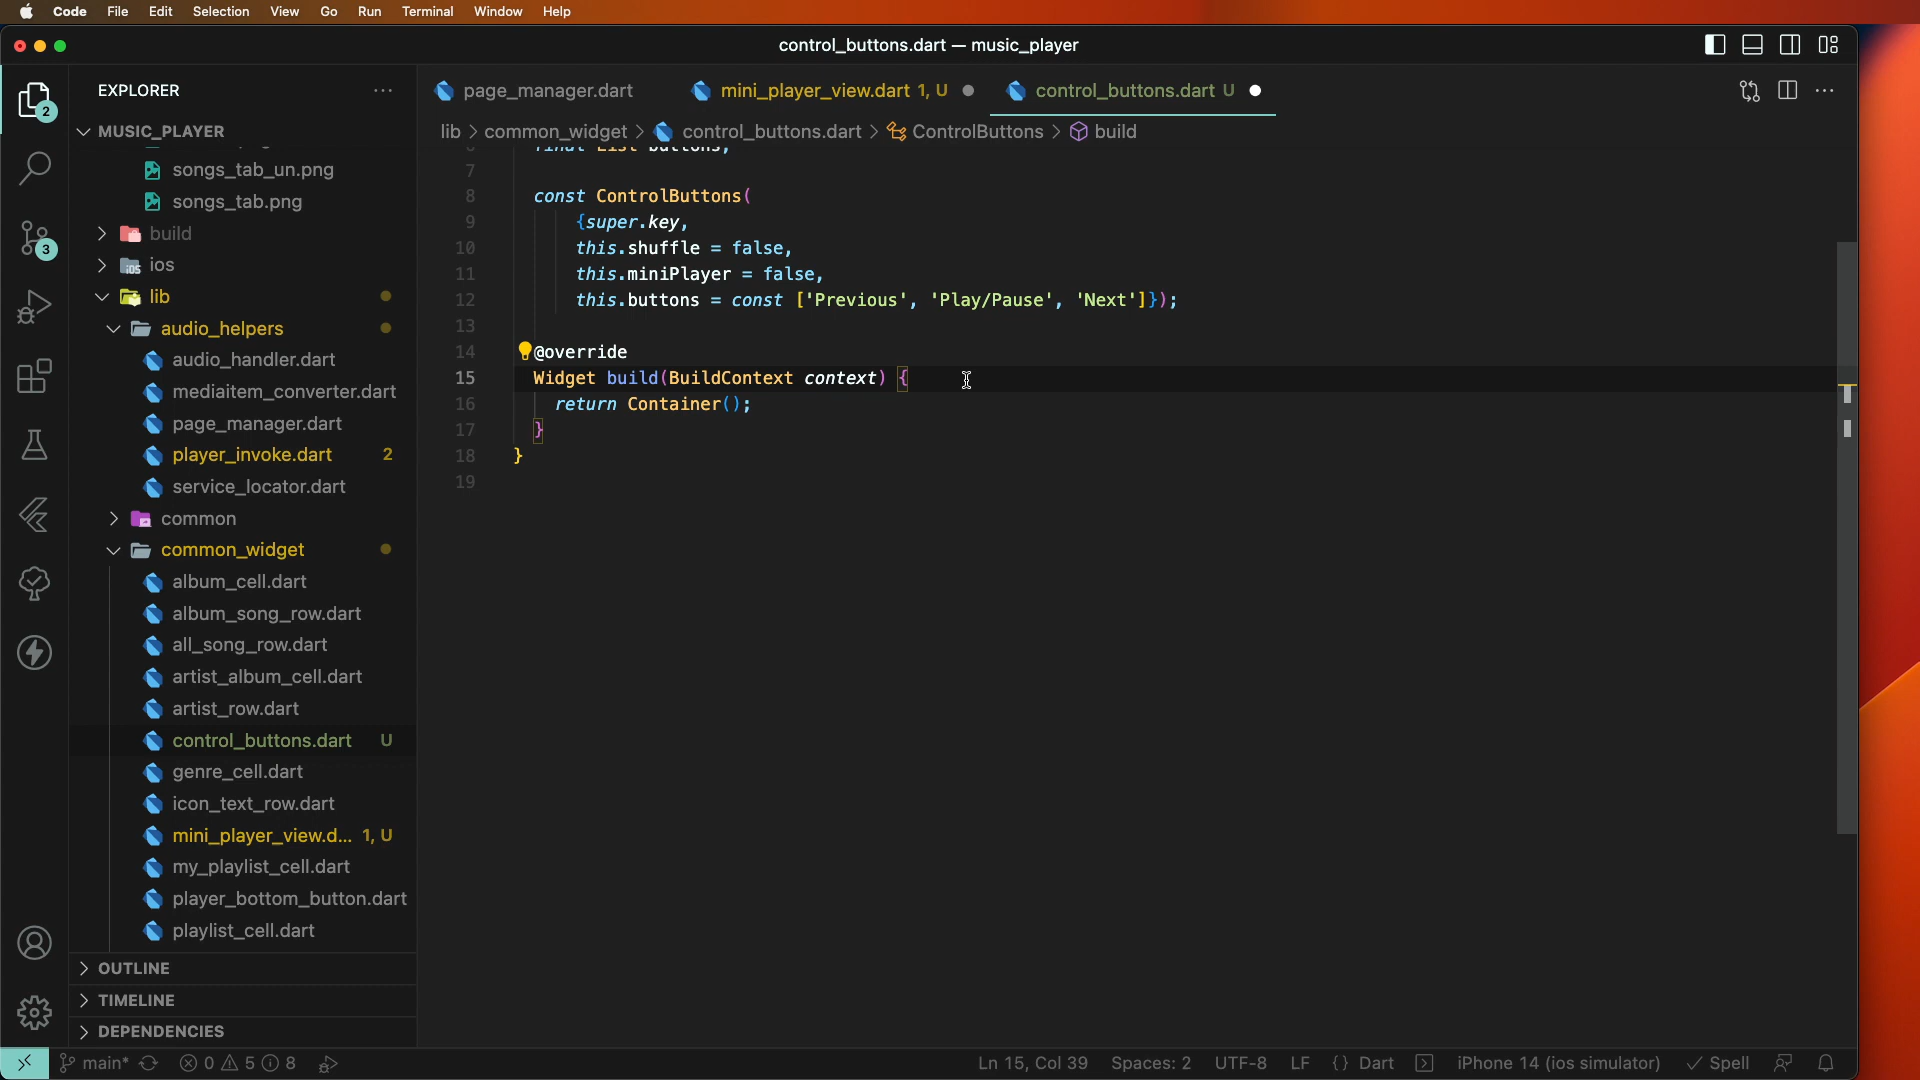 Code File Edit Selection View Go Run Terminal Window Help
control_buttons.dart — music_player
EXPLORER
page_manager.dart
mini_player_view.dart 1, U
control_buttons.dart U
MUSIC_PLAYER
lib > common_widget > control_buttons.dart > ControlButtons > build
songs_tab_un.png
songs_tab.png
build
ios
lib
audio_helpers
audio_handler.dart
mediaitem_converter.dart
page_manager.dart
player_invoke.dart 2
service_locator.dart
common
common_widget
album_cell.dart
album_song_row.dart
all_song_row.dart
artist_album_cell.dart
artist_row.dart
control_buttons.dart U
genre_cell.dart
icon_text_row.dart
mini_player_view.d... 1, U
my_playlist_cell.dart
player_bottom_button.dart
playlist_cell.dart
OUTLINE
TIMELINE
DEPENDENCIES
2
3
6 final List buttons;
7
8 const ControlButtons(
9 {super.key,
10 this.shuffle = false,
11 this.miniPlayer = false,
12 this.buttons = const ['Previous', 'Play/Pause', 'Next']});
13
14 @override
15 Widget build(BuildContext context) {
16 return Container();
17 }
18 }
19
main* 0 5 8
Ln 15, Col 39 Spaces: 2 UTF-8 LF {} Dart iPhone 14 (ios simulator) Spell